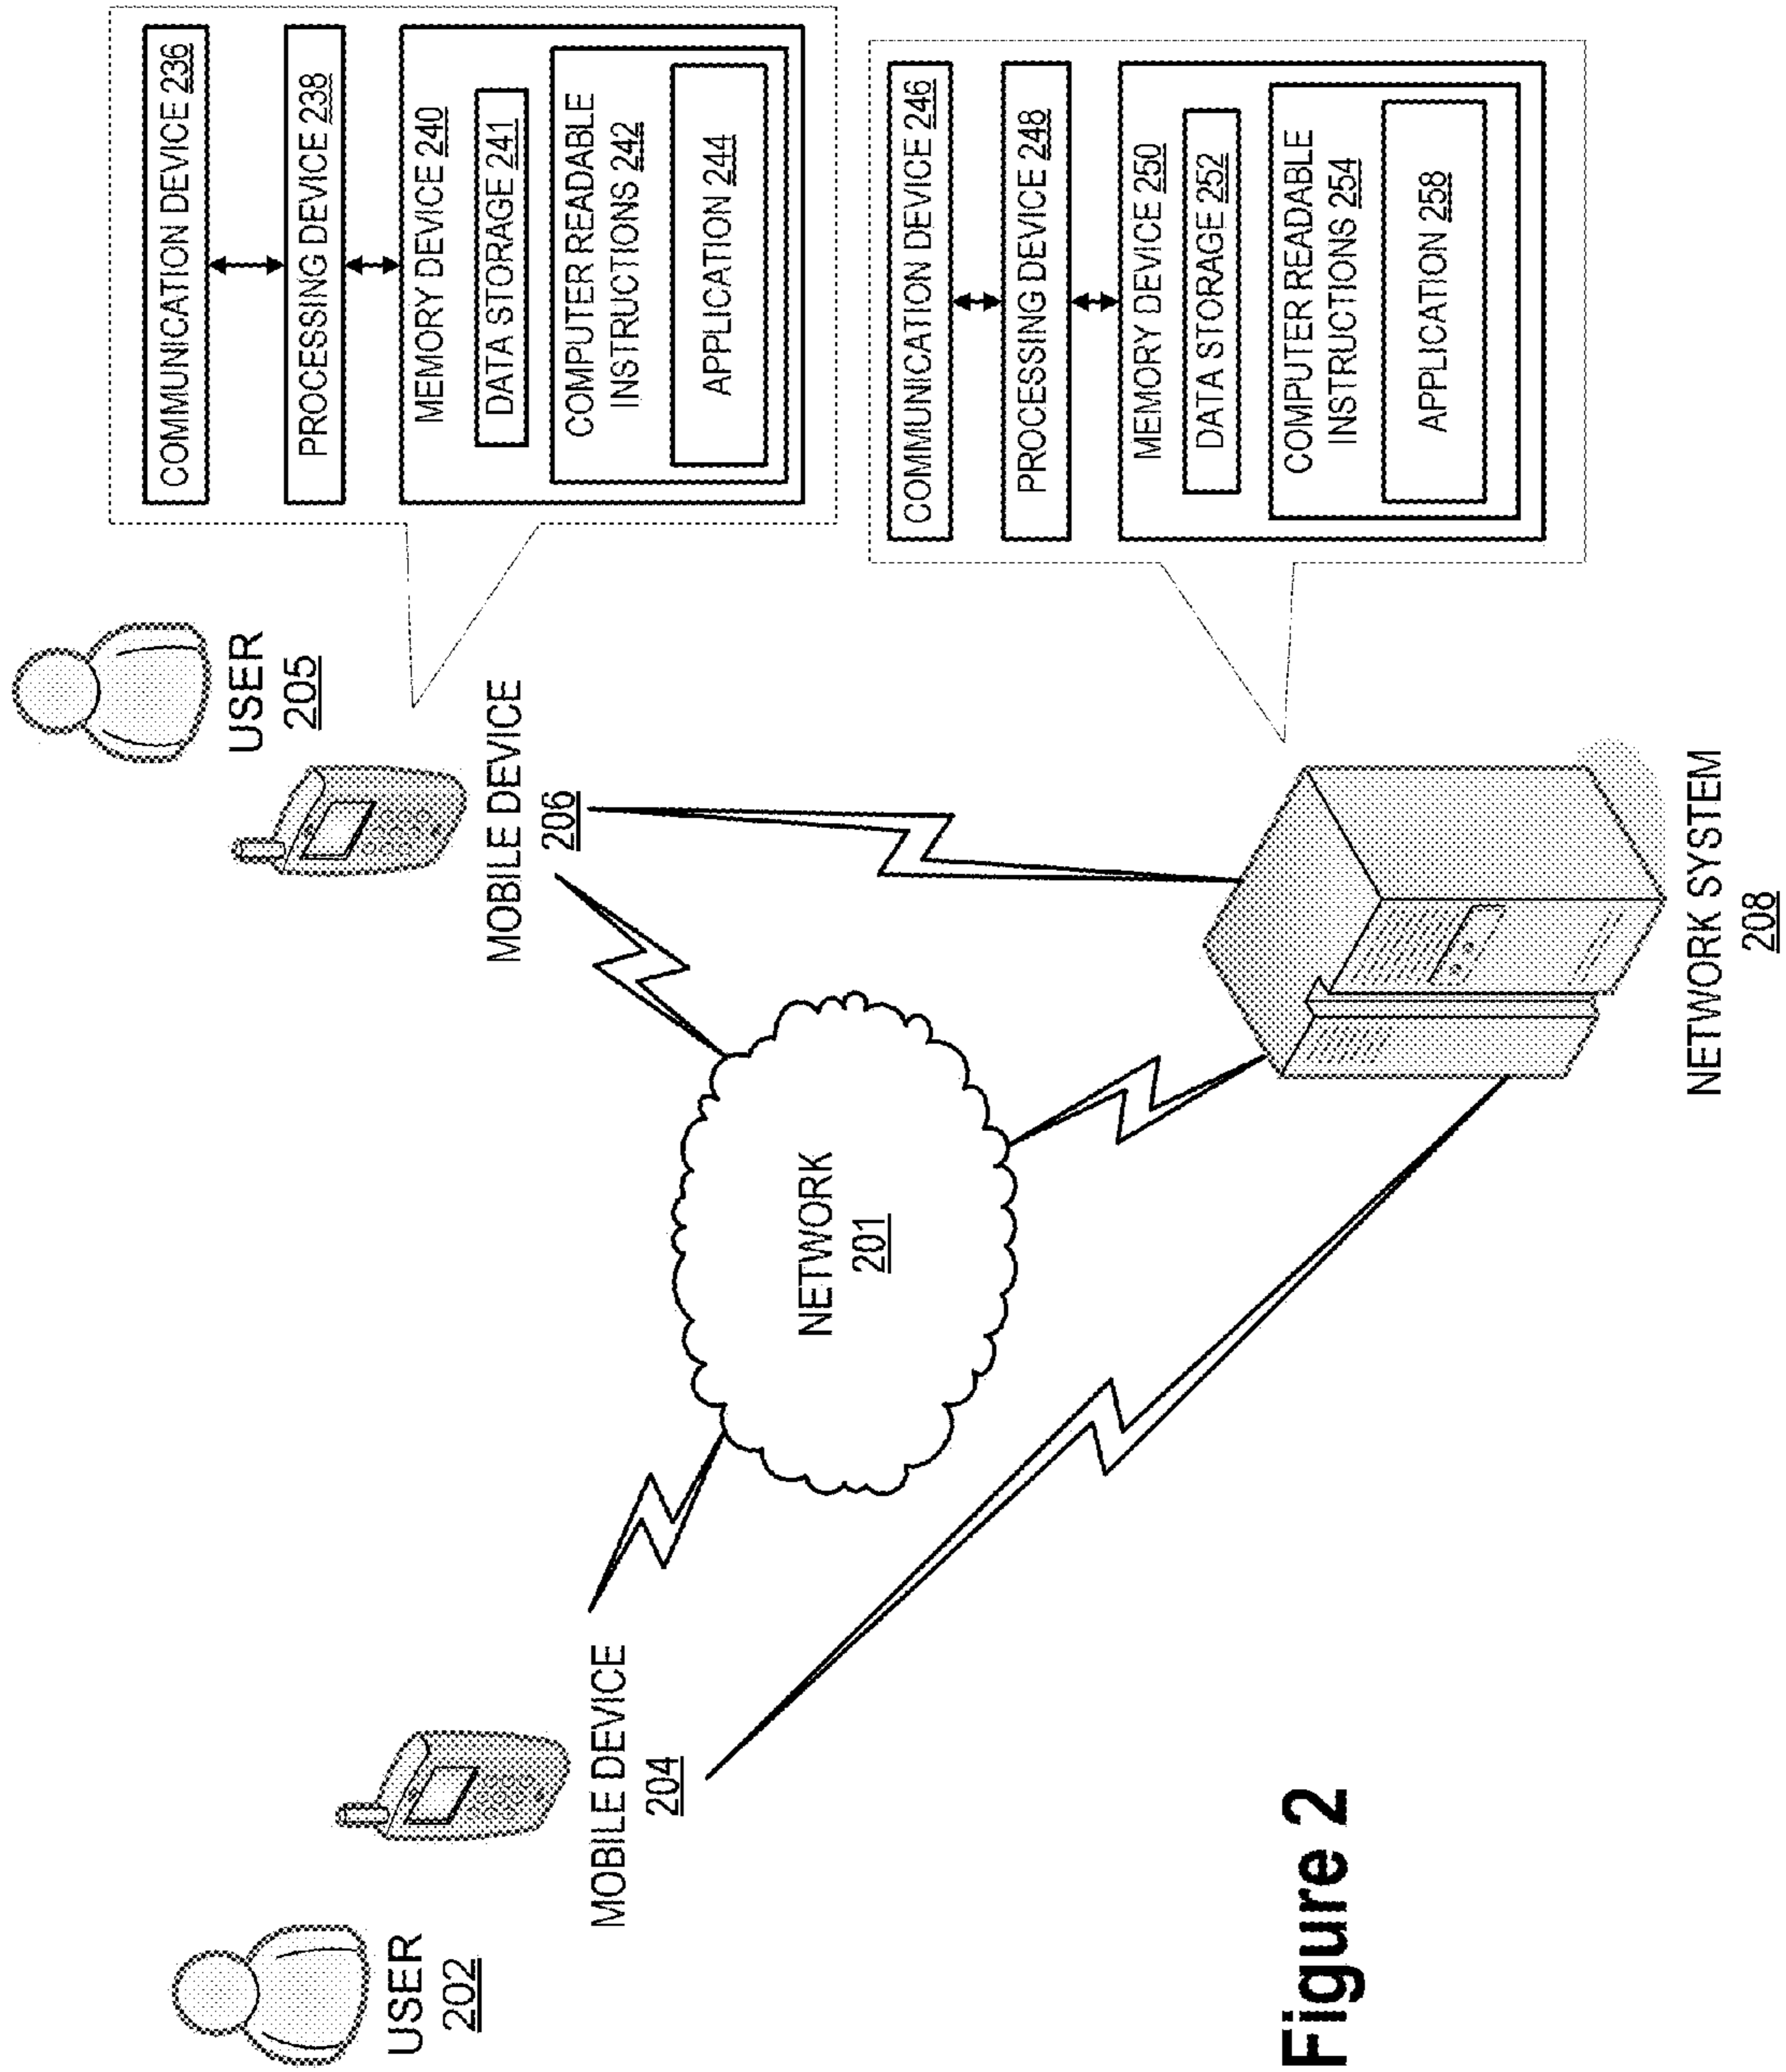 USER
202
MOBILE DEVICE
204
NETWORK
201
USER
205
MOBILE DEVICE
206
NETWORK SYSTEM
208
COMMUNICATION DEVICE 236
PROCESSING DEVICE 238
MEMORY DEVICE 240
DATA STORAGE 241
COMPUTER READABLE
INSTRUCTIONS 242
APPLICATION 244
COMMUNICATION DEVICE 246
PROCESSING DEVICE 248
MEMORY DEVICE 250
DATA STORAGE 252
COMPUTER READABLE
INSTRUCTIONS 254
APPLICATION 258
Figure 2